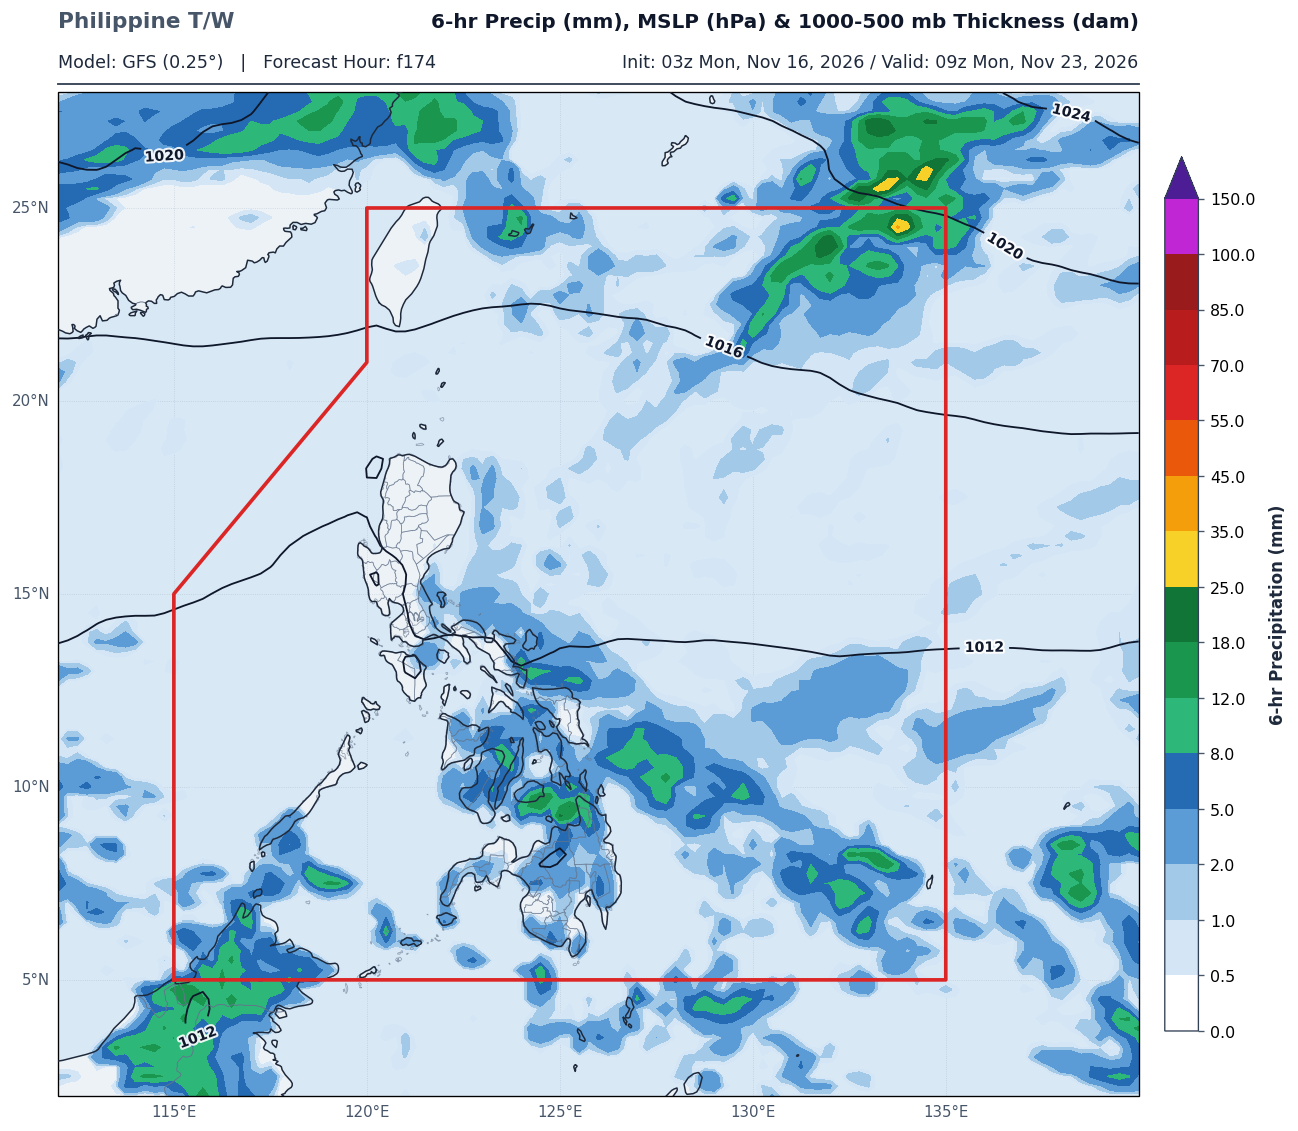 Philippine T/W
6-hr Precip (mm), MSLP (hPa) & 1000-500 mb Thickness (dam)
Model: GFS (0.25°)   |   Forecast Hour: f174
Init: 03z Mon, Nov 16, 2026 / Valid: 09z Mon, Nov 23, 2026
1024
1020
1020
1016
1012
1012
25°N
20°N
15°N
10°N
5°N
115°E
120°E
125°E
130°E
135°E
150.0
100.0
85.0
70.0
55.0
45.0
35.0
25.0
18.0
12.0
8.0
5.0
2.0
1.0
0.5
0.0
6-hr Precipitation (mm)